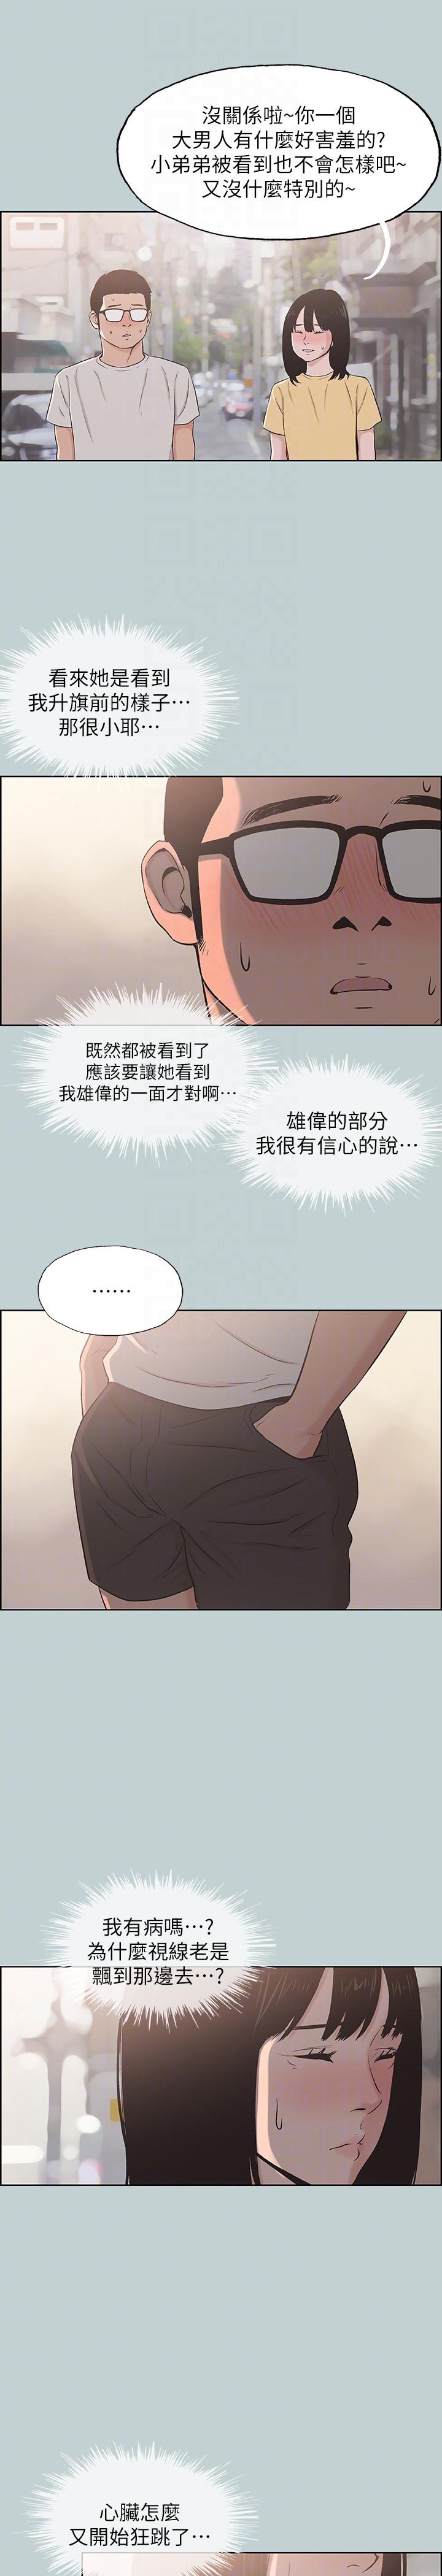 沒關係啦~你一個
大男人有什麼好害羞的?
小弟弟被看到也不會怎樣吧~
又沒什麼特別的~
看來她是看到
我升旗前的樣子…
那很小耶…
既然都被看到了
應該要讓她看到
我雄偉的一面才對啊…
雄偉的部分
我很有信心的說…
……
我有病嗎…?
為什麼視線老是
飄到那邊去…?
心臟怎麼
又開始狂跳了…